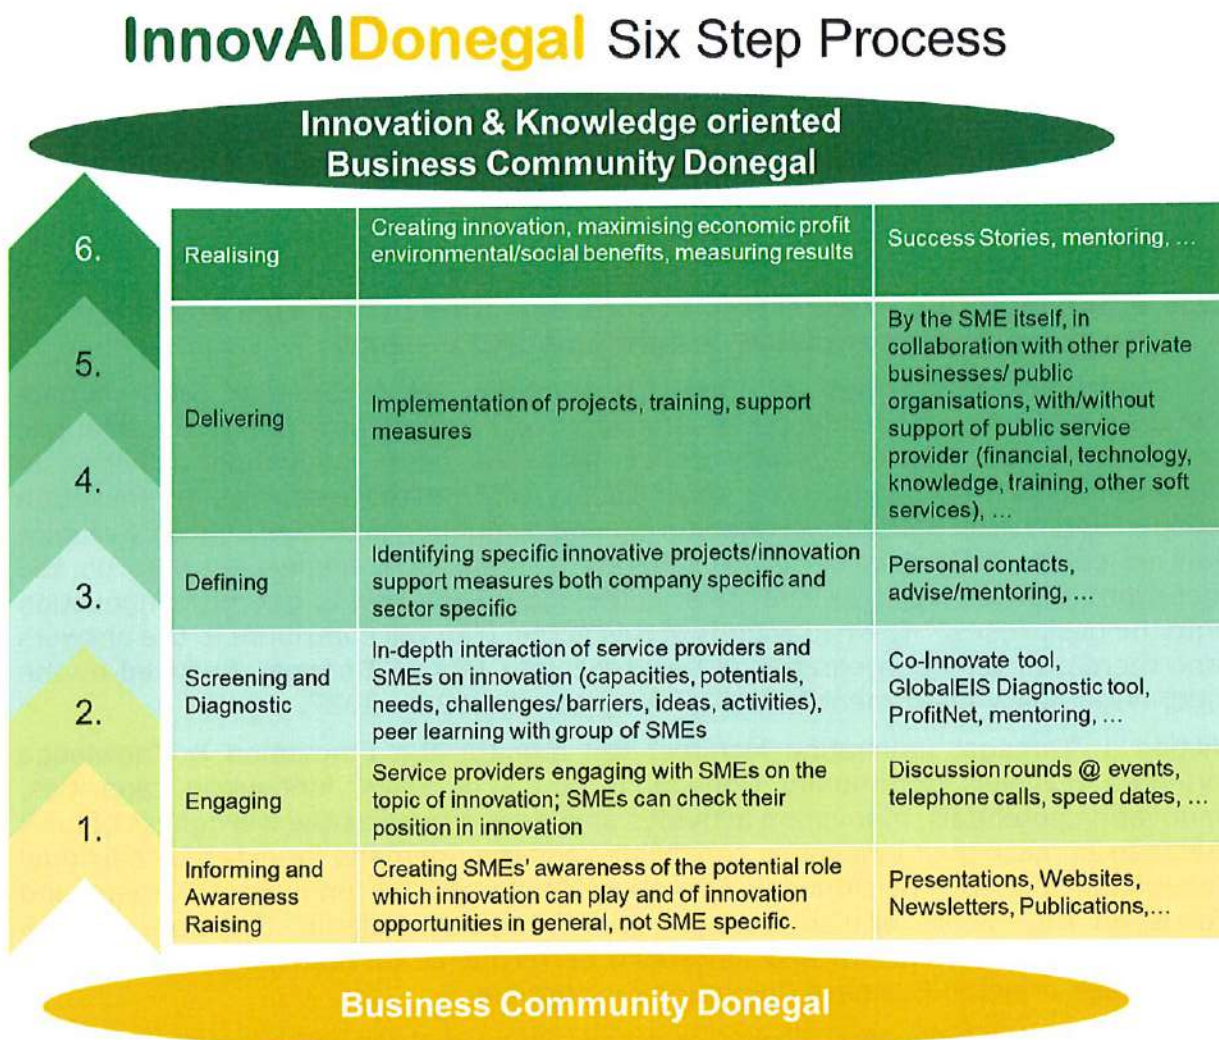 InnovAIDonegal Six Step Process
Innovation & Knowledge oriented
Business Community Donegal
6.
Realising
Creating innovation, maximising economic profit
environmental/social benefits, measuring results
Success Stories, mentoring, ...
5.
Delivering
Implementation of projects, training, support
measures
By the SME itself, in
collaboration with other private
businesses/ public
organisations, with/without
support of public service
provider (financial, technology,
knowledge, training, other soft
services), ...
4.
Defining
Identifying specific innovative projects/innovation
support measures both company specific and
sector specific
Personal contacts,
advise/mentoring, ...
3.
Screening and
Diagnostic
In-depth interaction of service providers and
SMEs on innovation (capacities, potentials,
needs, challenges/ barriers, ideas, activities),
peer learning with group of SMEs
Co-Innovate tool,
GlobalEIS Diagnostic tool,
ProfitNet, mentoring, ...
2.
Engaging
Service providers engaging with SMEs on the
topic of innovation; SMEs can check their
position in innovation
Discussion rounds @ events,
telephone calls, speed dates, ...
1.
Informing and
Awareness
Raising
Creating SMEs' awareness of the potential role
which innovation can play and of innovation
opportunities in general, not SME specific.
Presentations, Websites,
Newsletters, Publications,...
Business Community Donegal